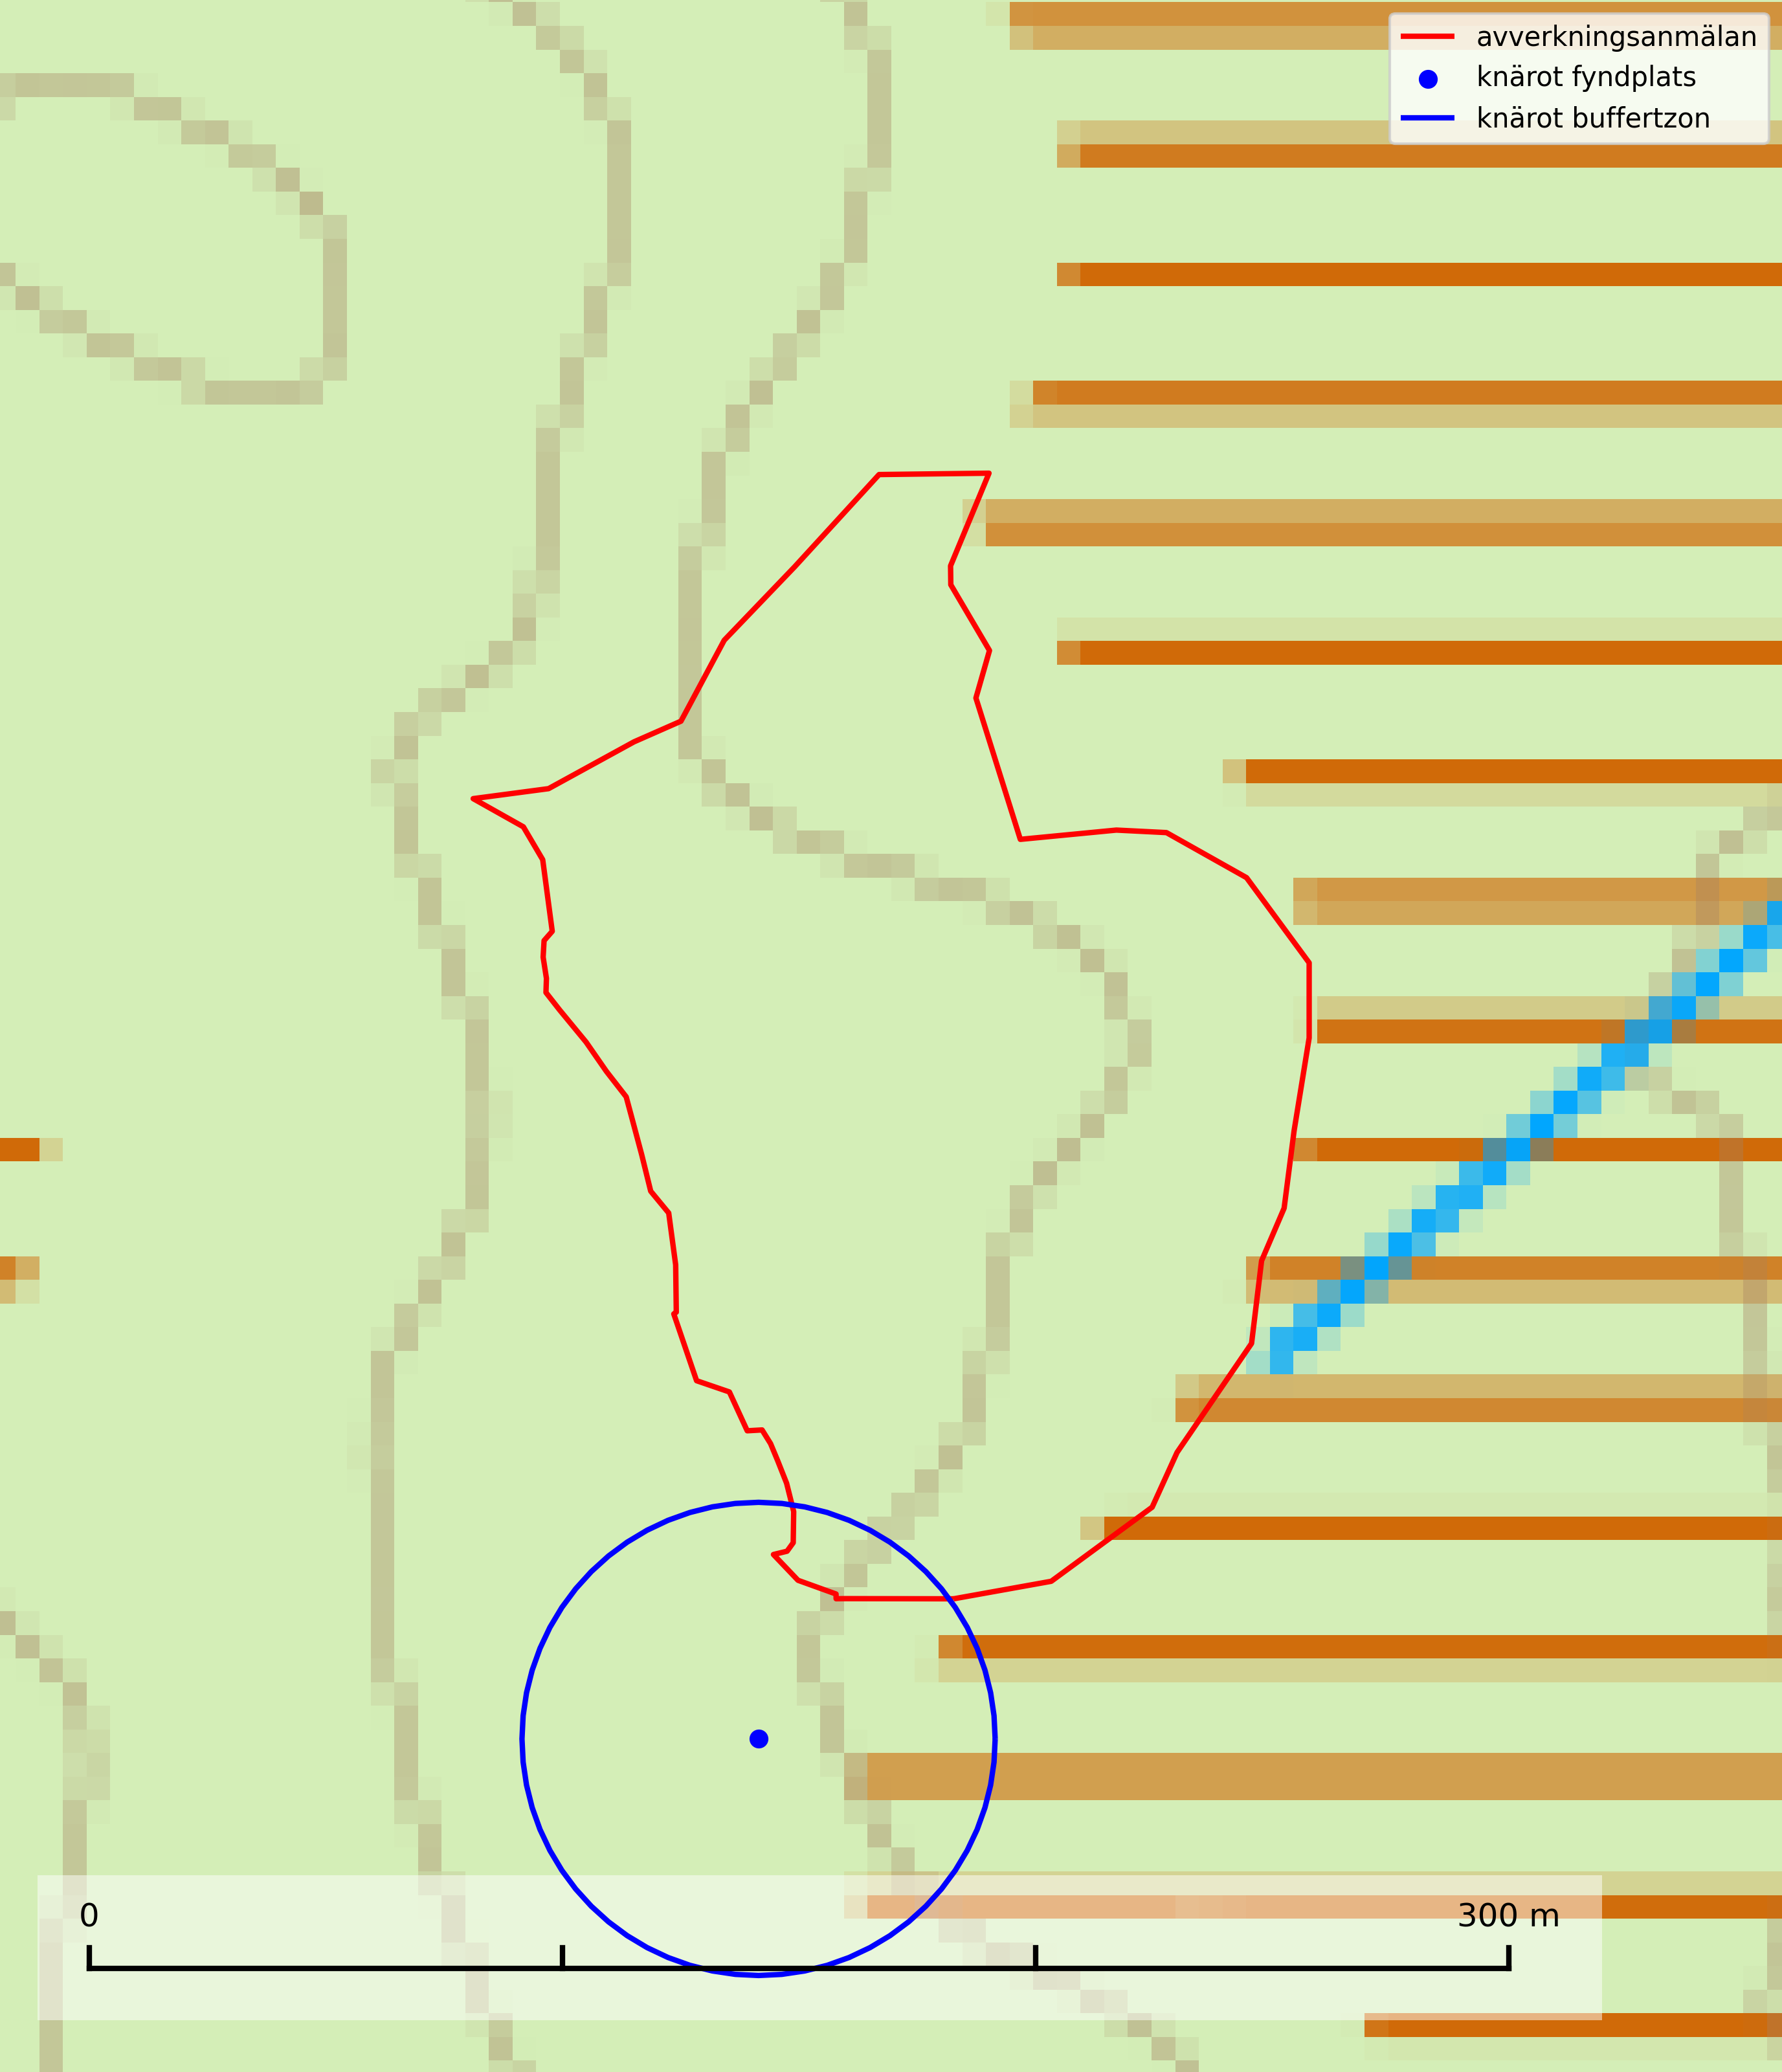 avverkningsanmälan
knärot fyndplats
knärot buffertzon
0
300 m